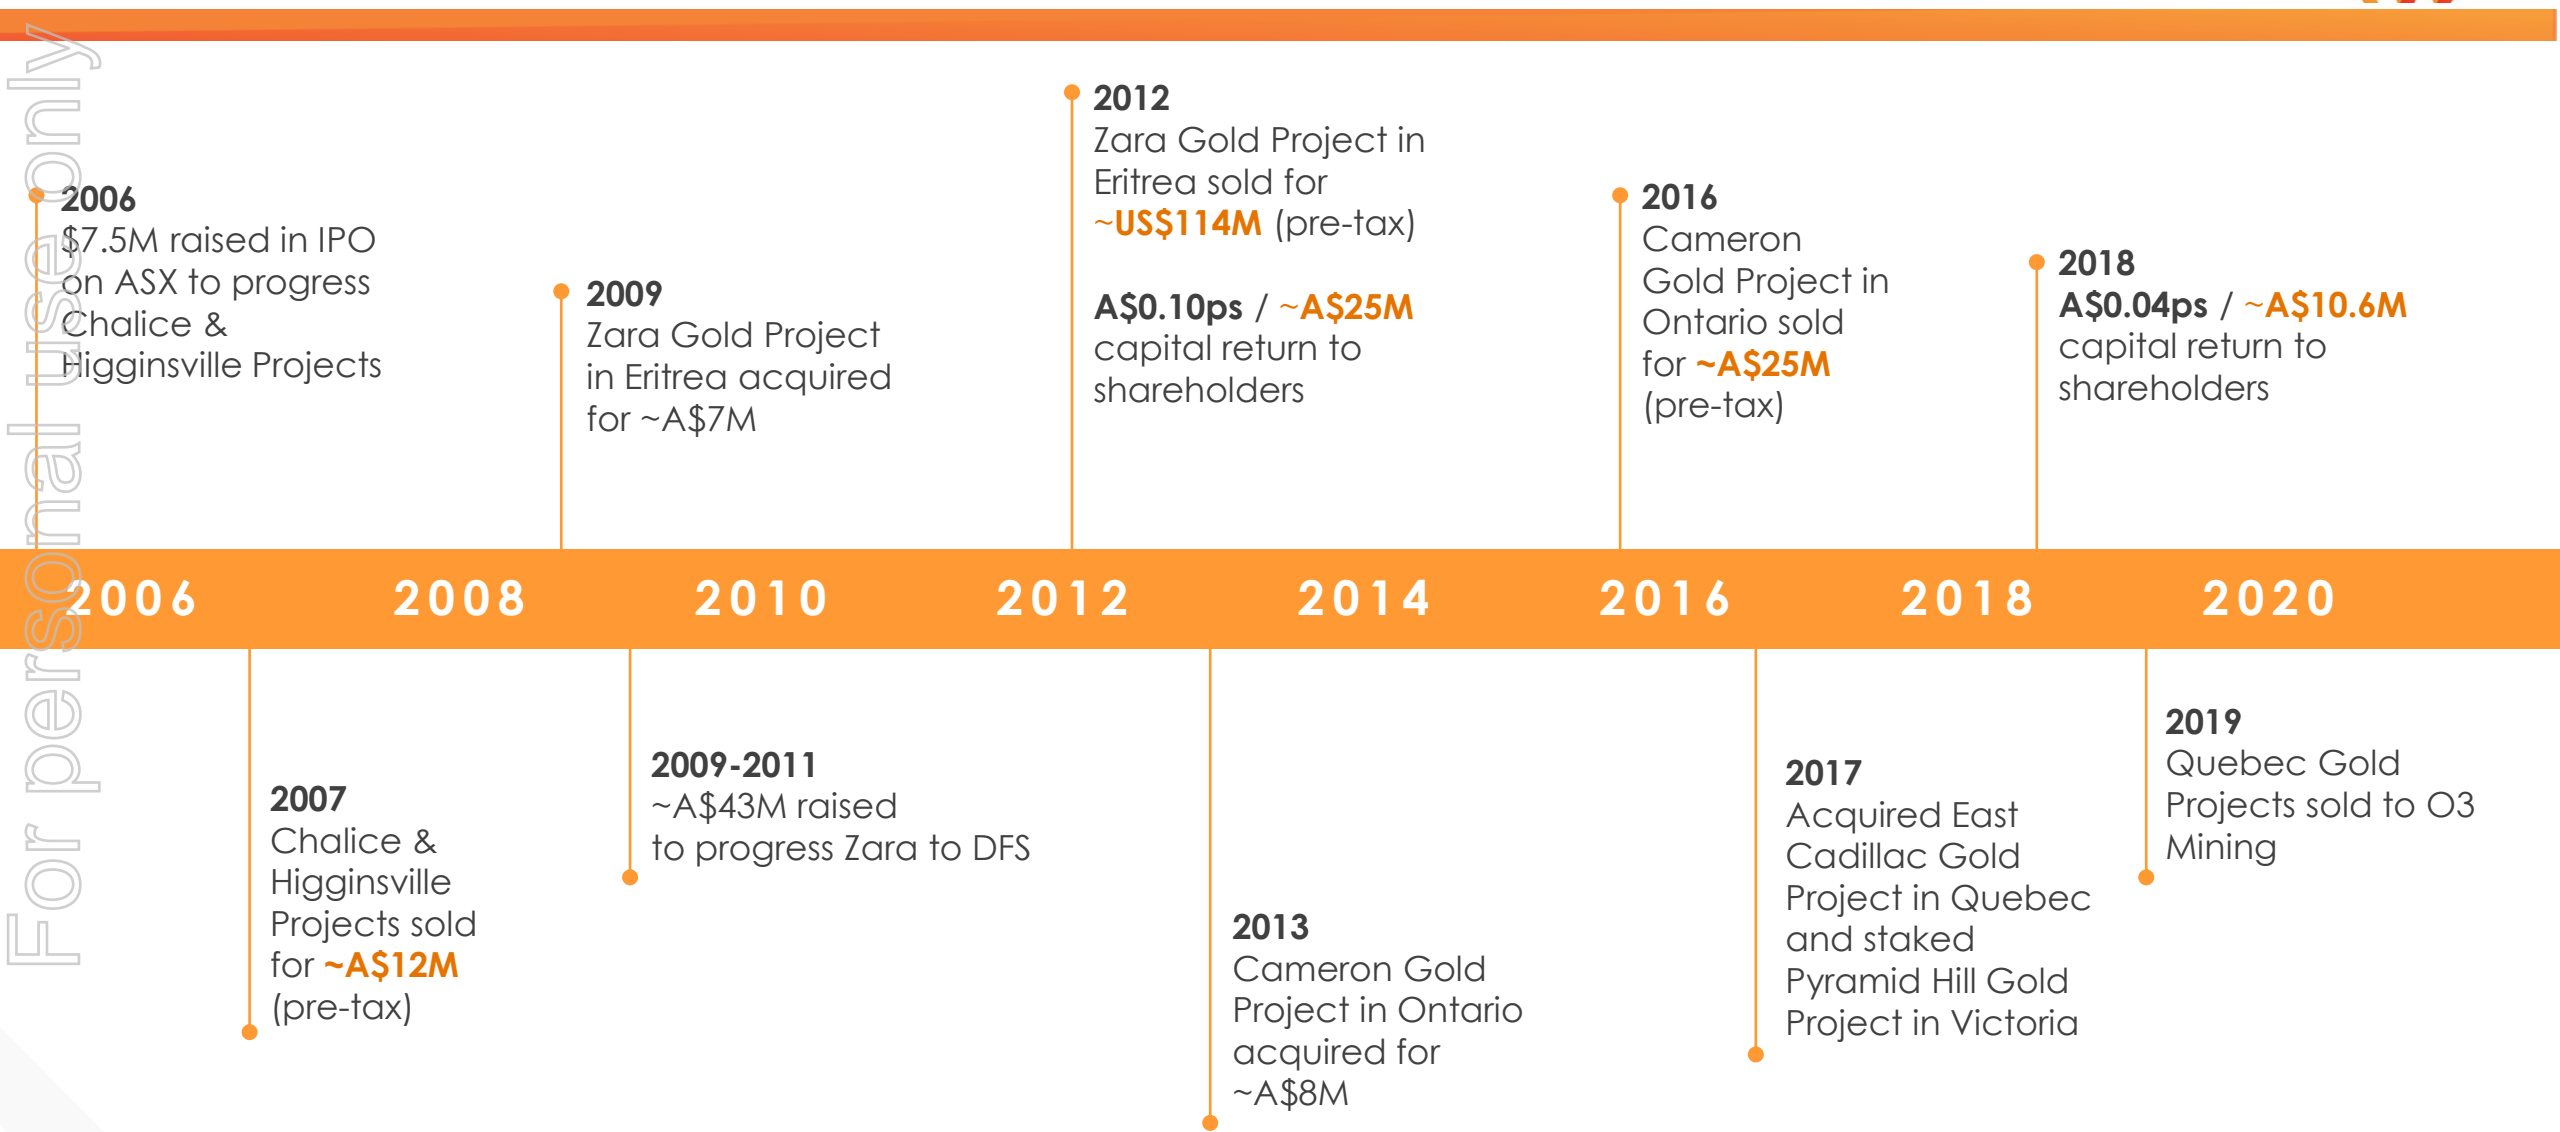 For personal use only
2006
$7.5M raised in IPO
on ASX to progress
Chalice &
Higginsville Projects
2009
Zara Gold Project
in Eritrea acquired
for ~A$7M
2012
Zara Gold Project in
Eritrea sold for
~US$114M (pre-tax)
A$0.10ps / ~A$25M
capital return to
shareholders
2016
Cameron
Gold Project in
Ontario sold
for ~A$25M
(pre-tax)
2018
A$0.04ps / ~A$10.6M
capital return to
shareholders
2006 2008 2010 2012 2014 2016 2018 2020
2007
Chalice &
Higginsville
Projects sold
for ~A$12M
(pre-tax)
2009-2011
~A$43M raised
to progress Zara to DFS
2013
Cameron Gold
Project in Ontario
acquired for
~A$8M
2017
Acquired East
Cadillac Gold
Project in Quebec
and staked
Pyramid Hill Gold
Project in Victoria
2019
Quebec Gold
Projects sold to O3
Mining